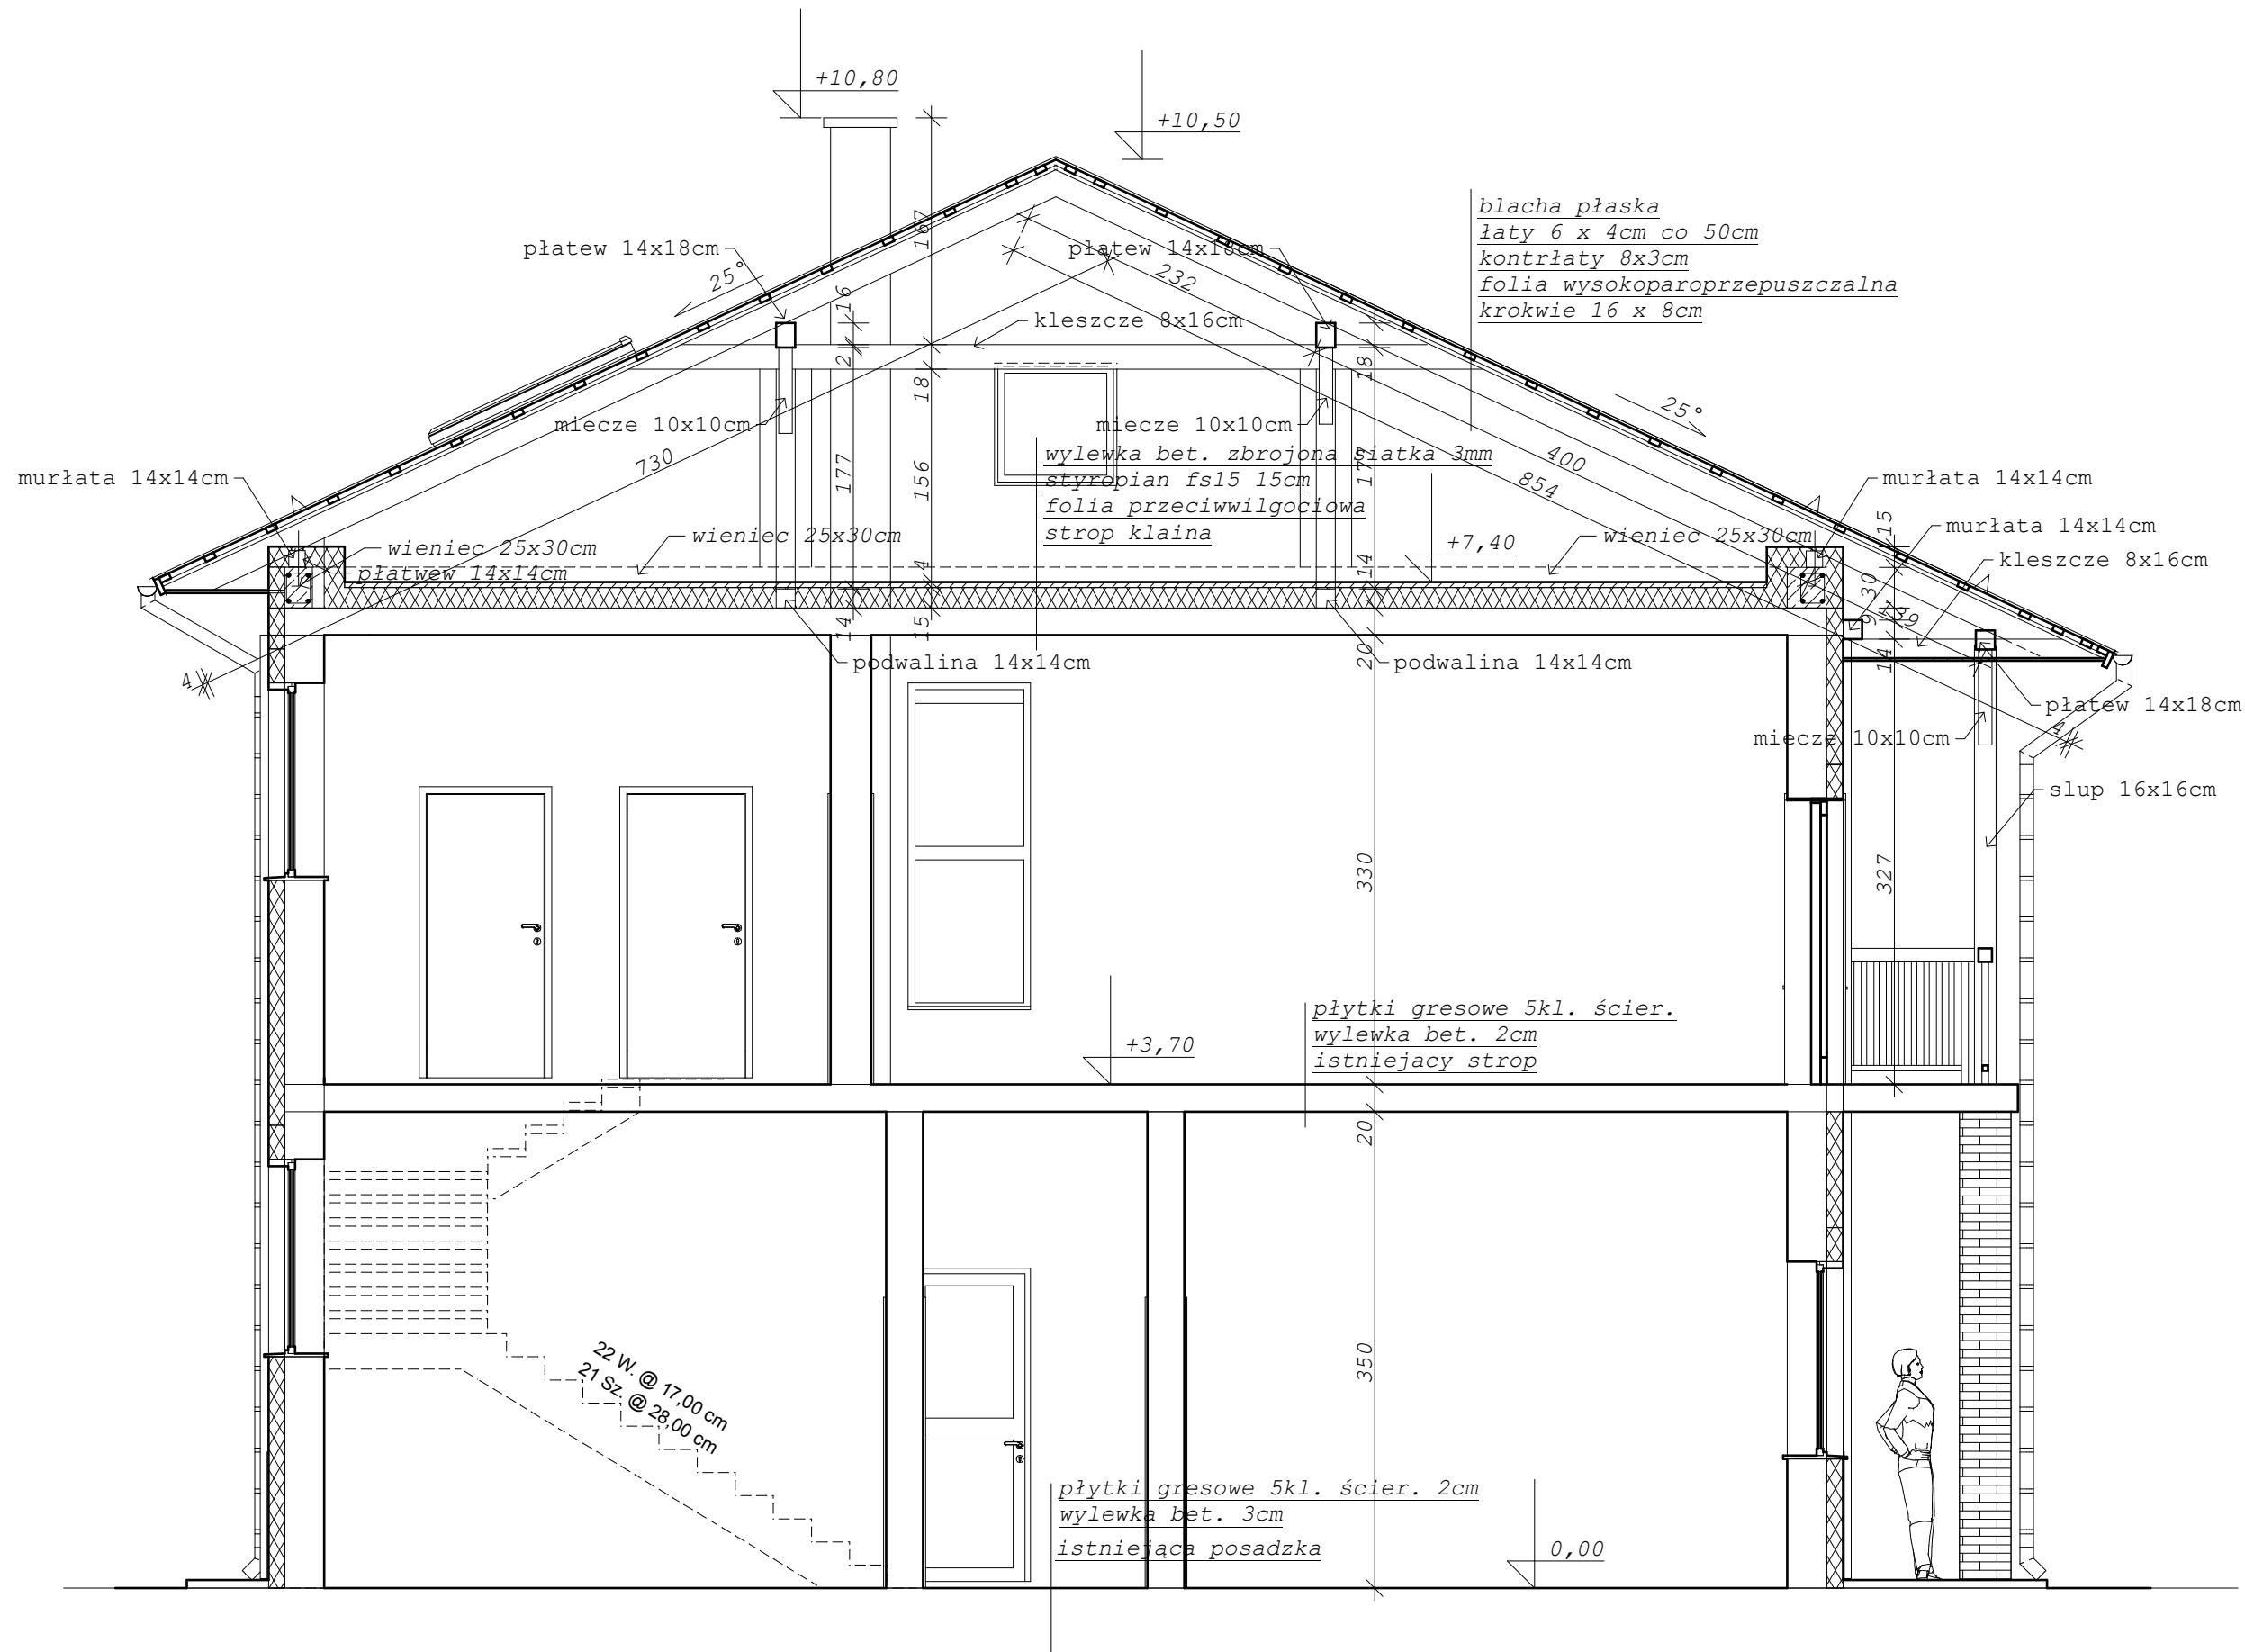 +10,80
+10,50
167
blacha płaska
łaty 6 x 4cm co 50cm
kontrłaty 8x3cm
folia wysokoparoprzepuszczalna
krokwie 16 x 8cm
płatew 14x18cm
płatew 14x18cm
25°
232
16
kleszcze 8x16cm
2
18
18
25°
miecze 10x10cm
miecze 10x10cm
wylewka bet. zbrojona siatka 3mm
styropian fs15 15cm
folia przeciwwilgociowa
strop klaina
730
177
156
177
400
854
murłata 14x14cm
murłata 14x14cm
murłata 14x14cm
kleszcze 8x16cm
15
wieniec 25x30cm
płatwew 14x14cm
wieniec 25x30cm
+7,40
wieniec 25x30cm
14
14
30
9
139
14
15
20
14
4
podwalina 14x14cm
podwalina 14x14cm
płatew 14x18cm
4
miecze 10x10cm
slup 16x16cm
330
327
płytki gresowe 5kl. ścier.
wylewka bet. 2cm
istniejacy strop
+3,70
20
22 W. @ 17,00 cm
21 Sz. @ 28,00 cm
350
płytki gresowe 5kl. ścier. 2cm
wylewka bet. 3cm
istniejąca posadzka
0,00